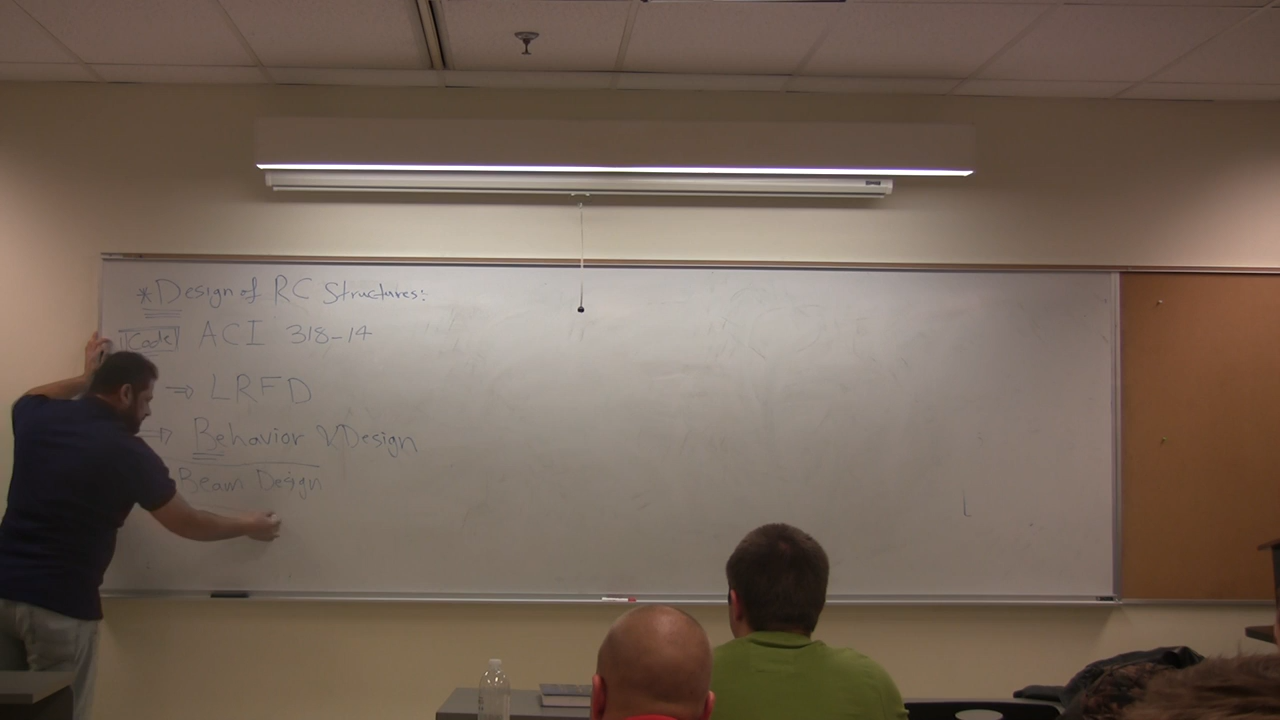 *Design of RC Structures:
Code ACI 318-14
⇒ LRFD
⇒ Behavior & Design
Beam Design